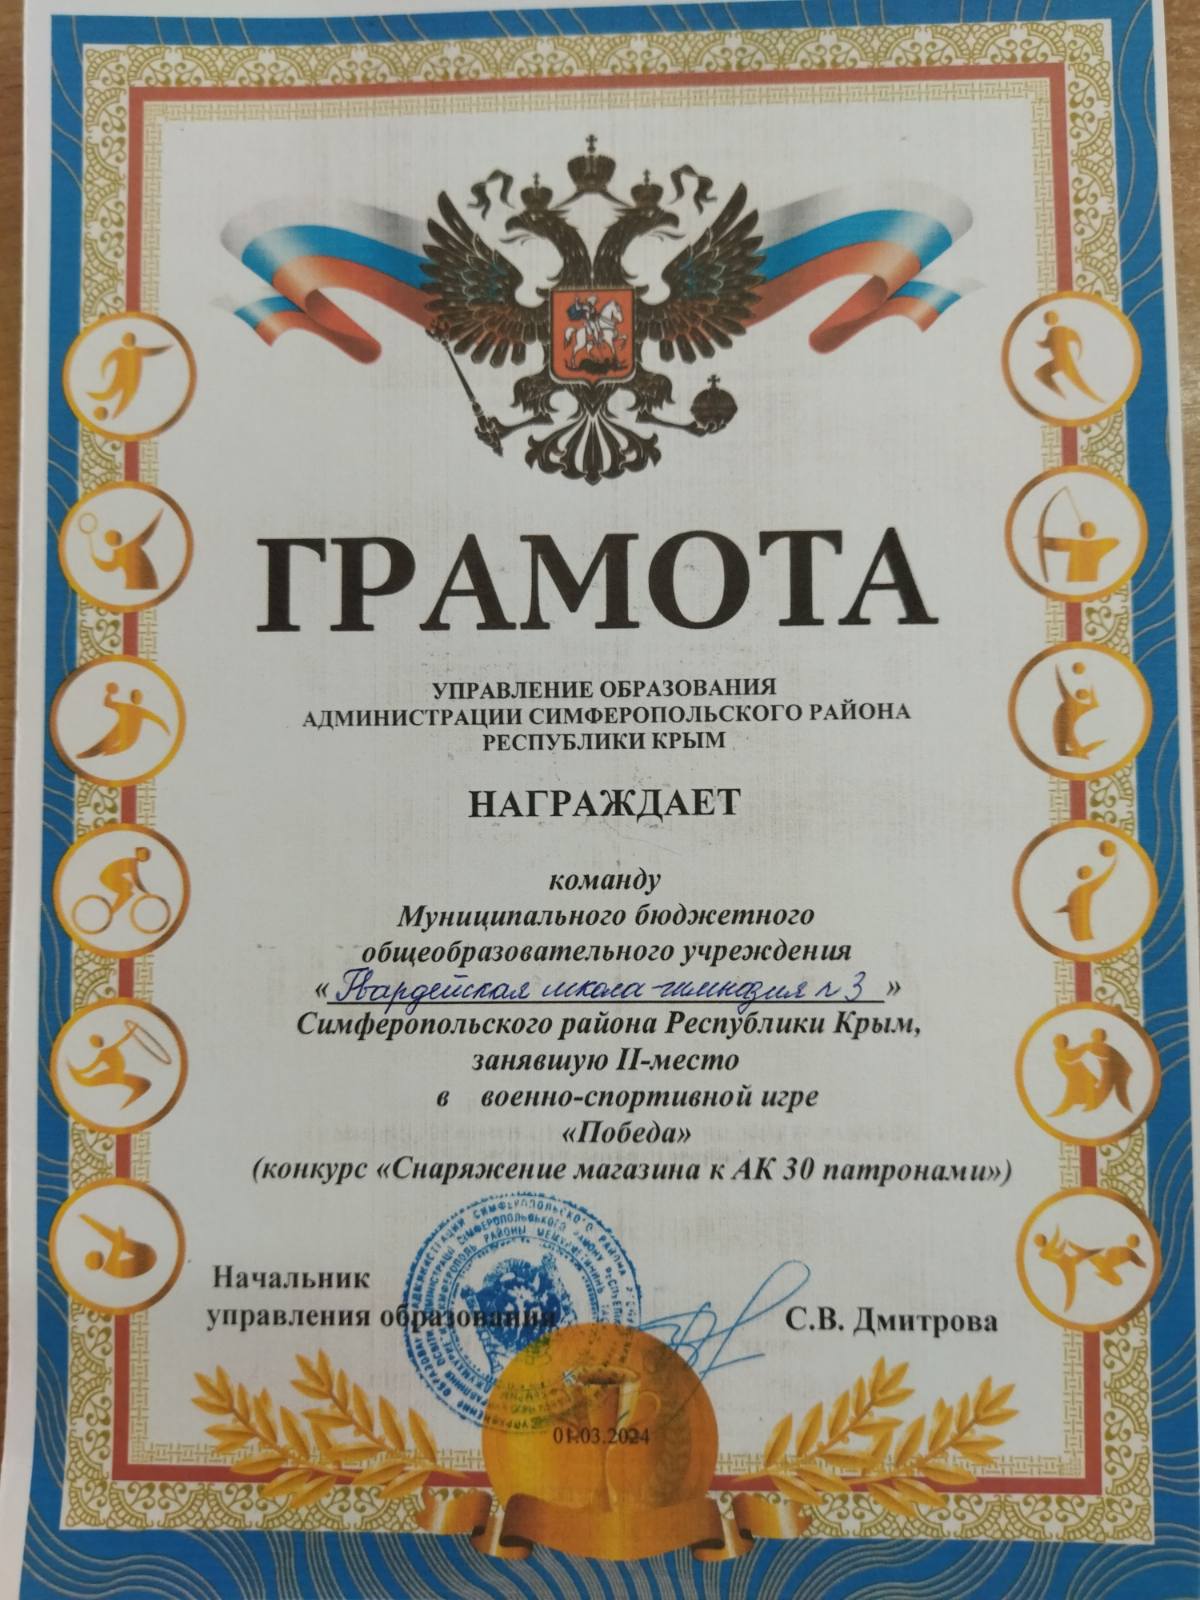 ГРАМОТА
УПРАВЛЕНИЕ ОБРАЗОВАНИЯ
АДМИНИСТРАЦИИ СИМФЕРОПОЛЬСКОГО РАЙОНА
РЕСПУБЛИКИ КРЫМ
НАГРАЖДАЕТ
команду
Муниципального бюджетного
общеобразовательного учреждения
«Гвардейская школа-гимназия № 3»
Симферопольского района Республики Крым,
занявшую II-место
в военно-спортивной игре
«Победа»
(конкурс «Снаряжение магазина к АК 30 патронами»)
Начальник
управления образования
С.В. Дмитрова
01.03.2024